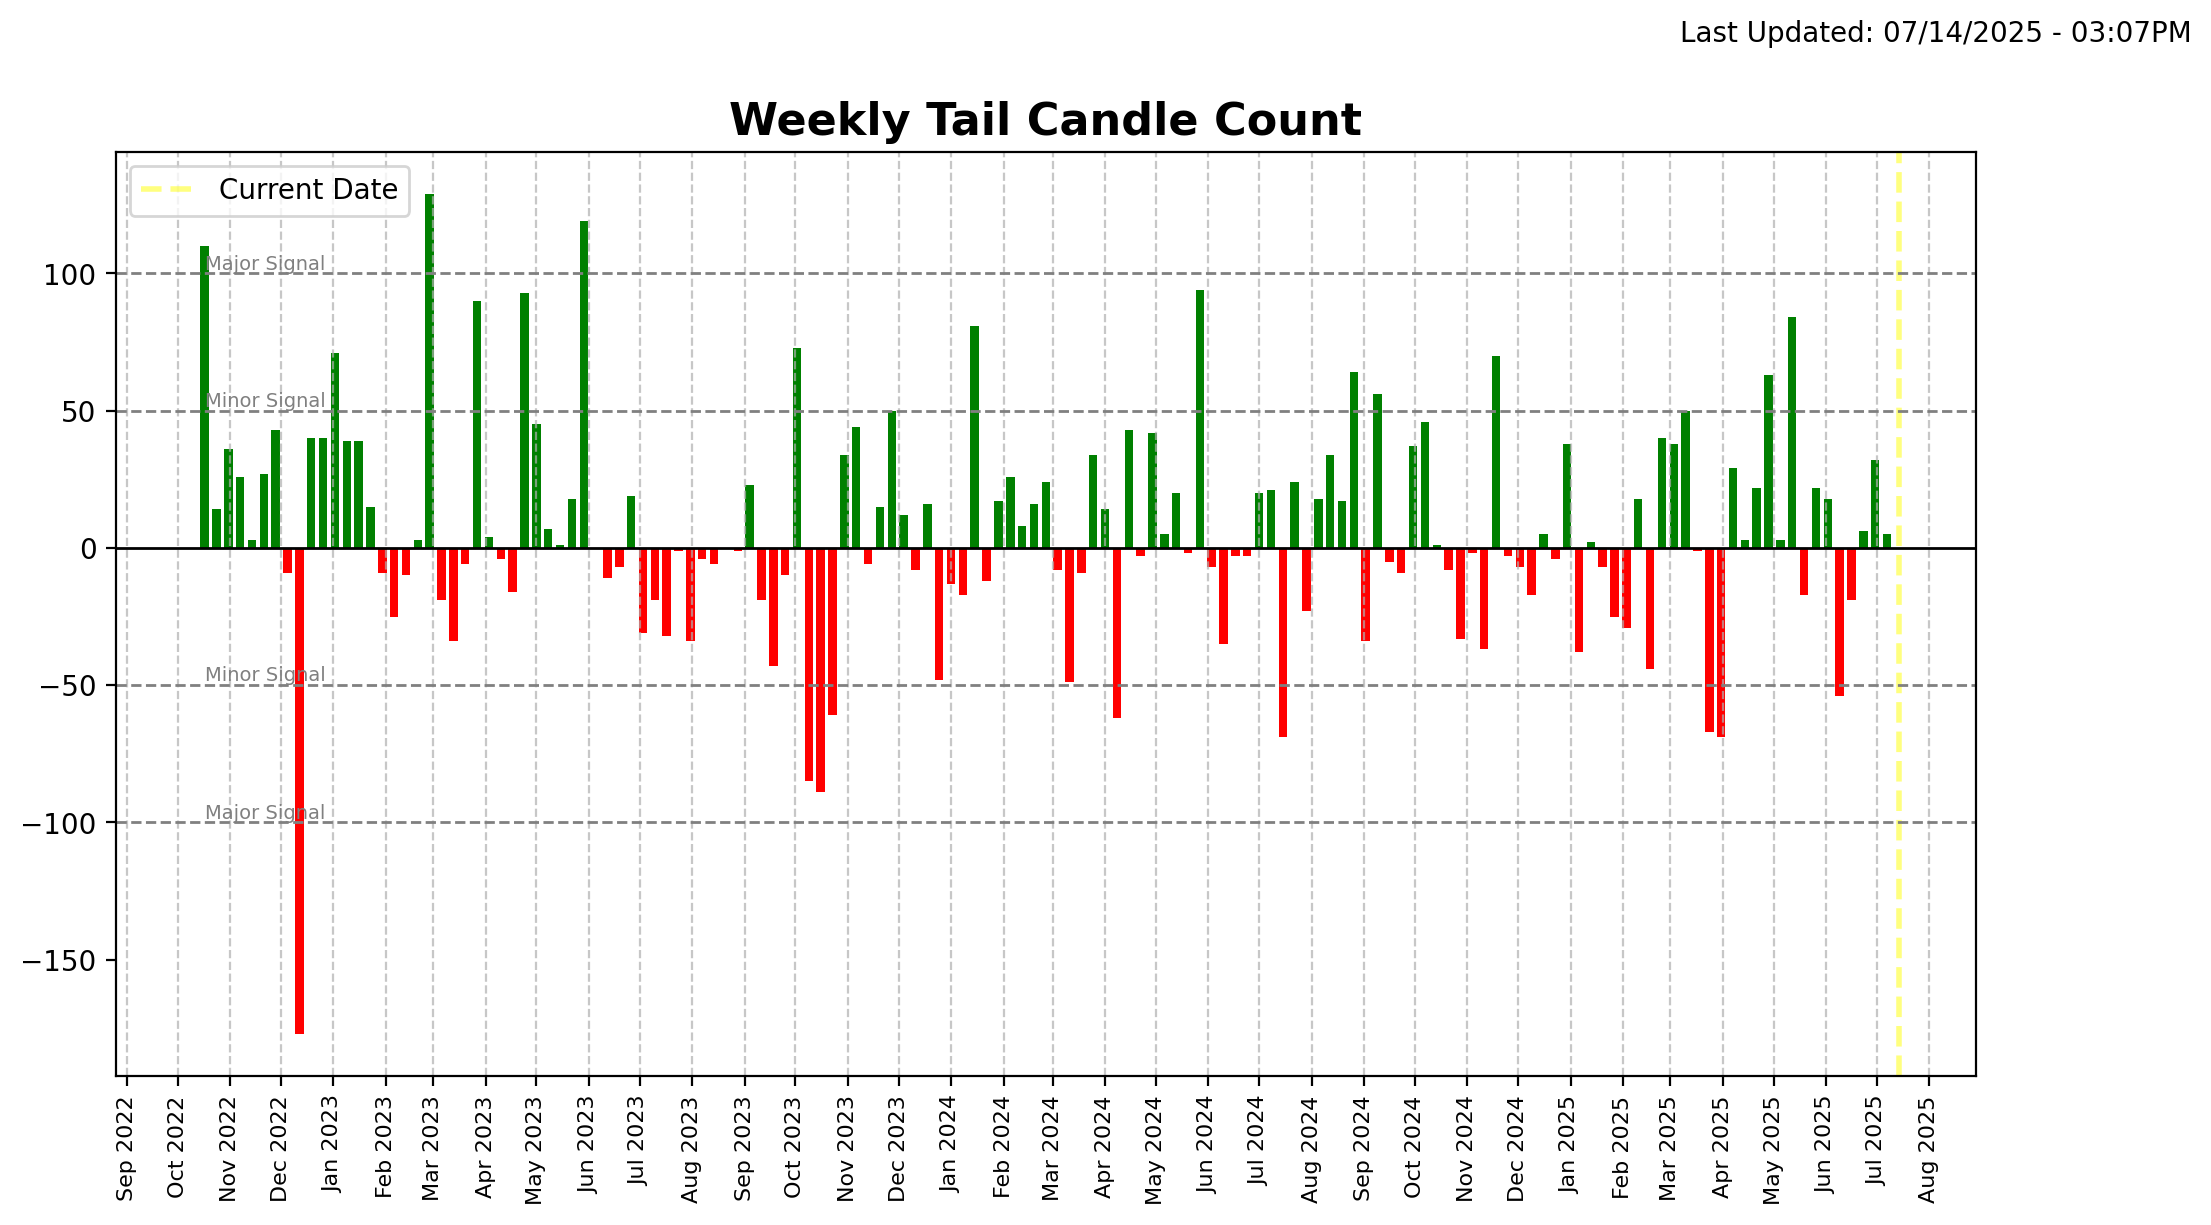 Last Updated: 07/14/2025 - 03:07PM
Weekly Tail Candle Count
Current Date
Major Signal
100
Minor Signal
50
0
Minor Signal
−50
Major Signal
−100
−150
Sep 2022
Oct 2022
Nov 2022
Dec 2022
Jan 2023
Feb 2023
Mar 2023
Apr 2023
May 2023
Jun 2023
Jul 2023
Aug 2023
Sep 2023
Oct 2023
Nov 2023
Dec 2023
Jan 2024
Feb 2024
Mar 2024
Apr 2024
May 2024
Jun 2024
Jul 2024
Aug 2024
Sep 2024
Oct 2024
Nov 2024
Dec 2024
Jan 2025
Feb 2025
Mar 2025
Apr 2025
May 2025
Jun 2025
Jul 2025
Aug 2025